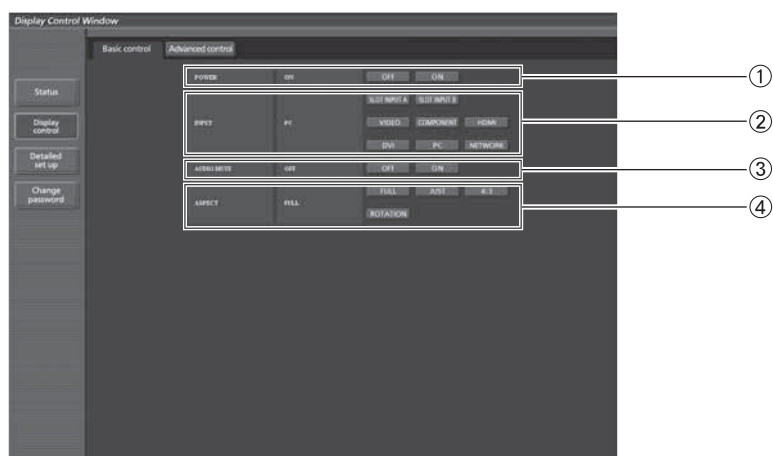 Display Control Window
Basic control Advanced control
Status
Display control
Detailed set up
Change password
POWER ON OFF ON ①
INPUT PC SLOT INPUT A SLOT INPUT B VIDEO COMPONENT HDMI DVI PC NETWORK ②
AUDIO MUTE OFF OFF ON ③
ASPECT FULL FULL JUST 4:3 ROTATION ④